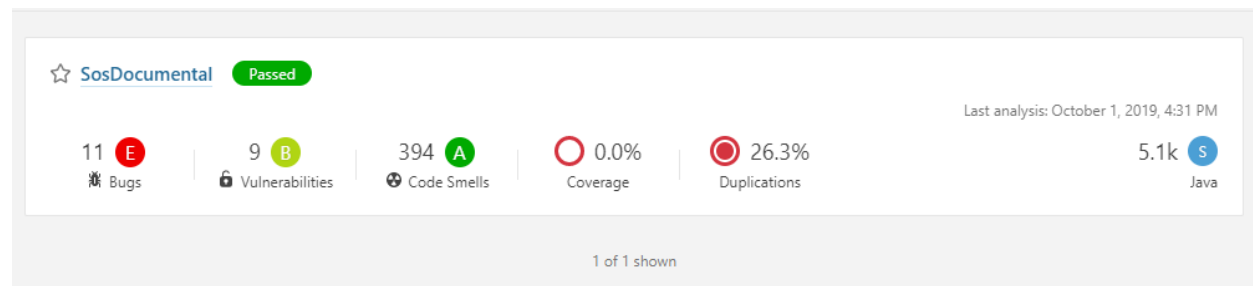 SosDocumental Passed
Last analysis: October 1, 2019, 4:31 PM
11 E 9 B 394 A 0.0% 26.3% 5.1k S
Bugs Vulnerabilities Code Smells Coverage Duplications Java
1 of 1 shown